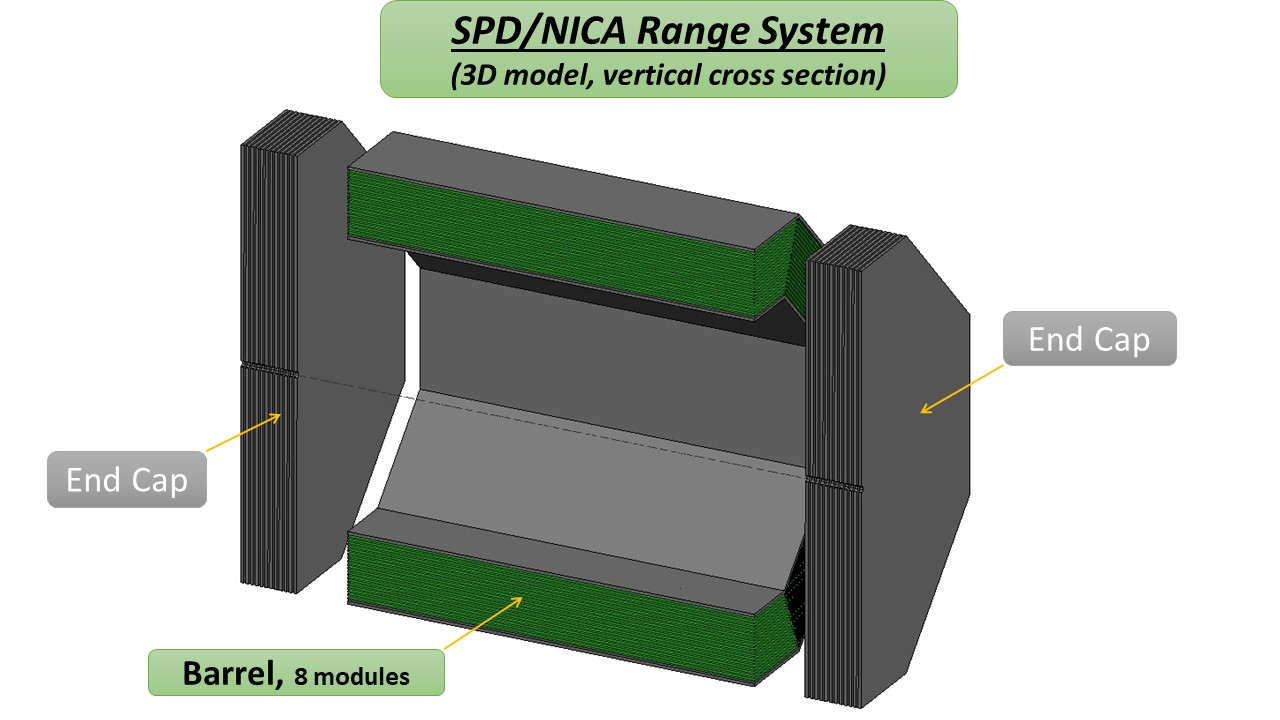 SPD/NICA Range System
(3D model, vertical cross section)
End Cap
End Cap
Barrel, 8 modules